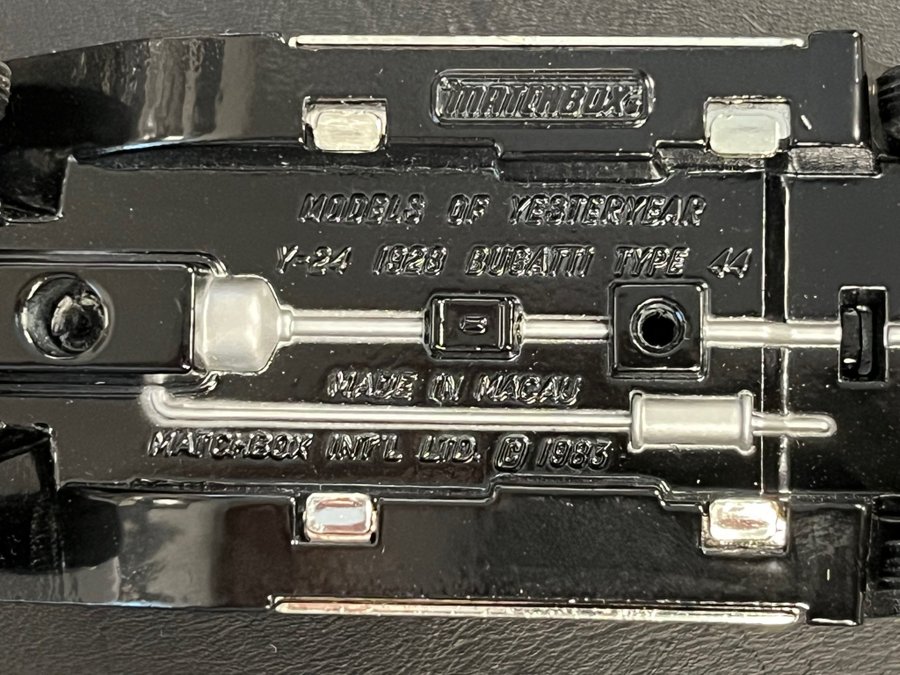 MATCHBOX
MODELS OF YESTERYEAR
Y-24 1928 BUGATTI TYPE 44
MADE IN MACAU
MATCHBOX INT'L LTD. © 1983